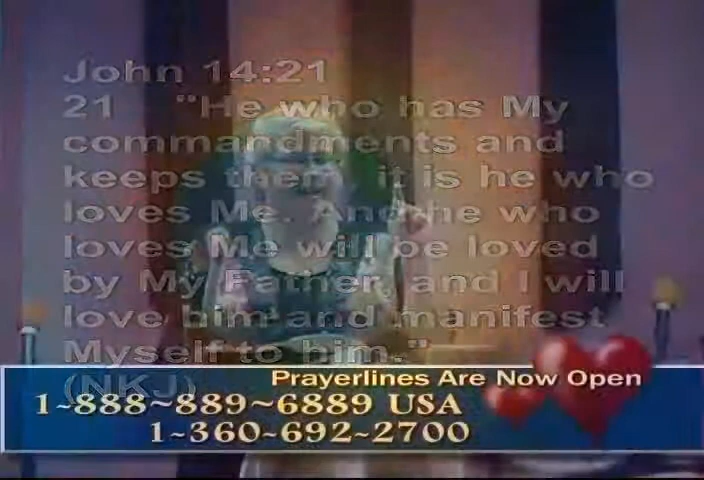 John 14:21
21 "He who has My
commandments and
keeps them, it is he who
loves Me. And he who
loves Me will be loved
by My Father, and I will
love him and manifest
Myself to him."
(NKJ)
Prayerlines Are Now Open
1~888~889~6889 USA
1~360~692~2700